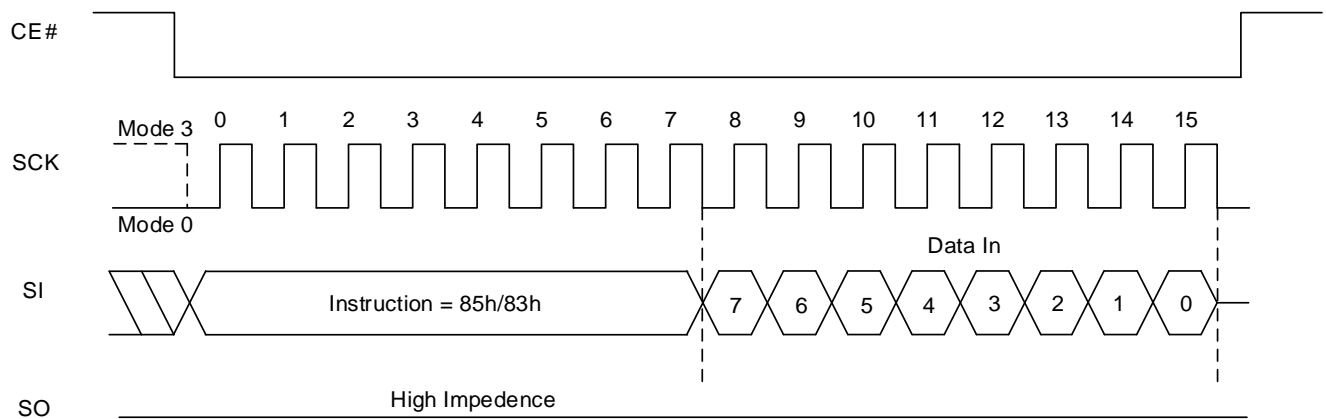 CE#
0 1 2 3 4 5 6 7 8 9 10 11 12 13 14 15
Mode 3
SCK
Mode 0
Data In
SI
Instruction = 85h/83h
7 6 5 4 3 2 1 0
High Impedence
SO